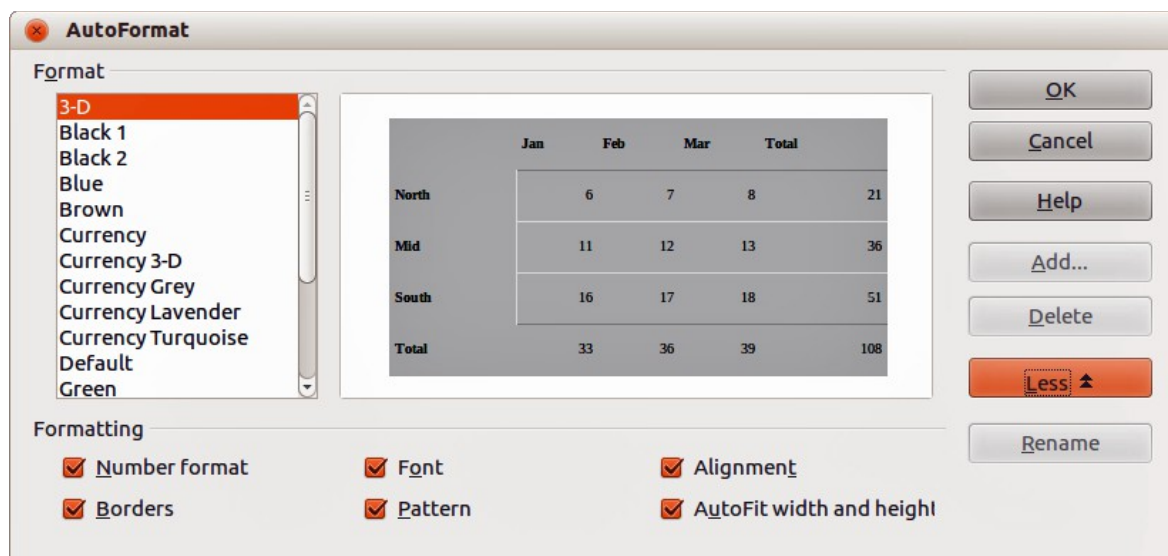 AutoFormat
Format
3-D
Black 1
Black 2
Blue
Brown
Currency
Currency 3-D
Currency Grey
Currency Lavender
Currency Turquoise
Default
Green
Jan Feb Mar Total
North 6 7 8 21
Mid 11 12 13 36
South 16 17 18 51
Total 33 36 39 108
OK
Cancel
Help
Add...
Delete
Less
Rename
Formatting
Number format Font Alignment
Borders Pattern AutoFit width and height